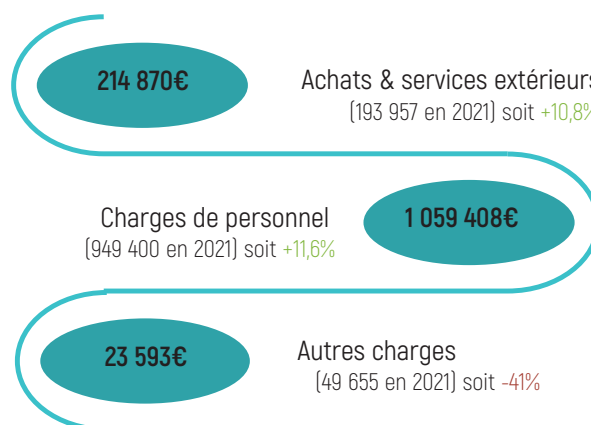 214 870€
Achats & services extérieurs
(193 957 en 2021) soit +10,8%
Charges de personnel
(949 400 en 2021) soit +11,6%
1 059 408€
23 593€
Autres charges
(49 655 en 2021) soit -41%